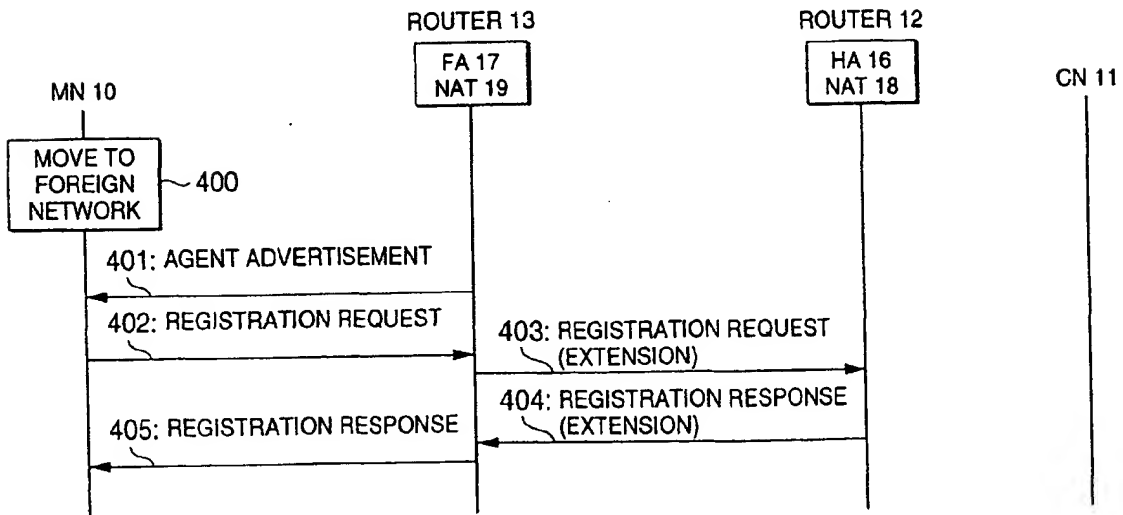 ROUTER 13
ROUTER 12
FA 17
NAT 19
HA 16
NAT 18
MN 10
CN 11
MOVE TO
FOREIGN
NETWORK
400
401: AGENT ADVERTISEMENT
402: REGISTRATION REQUEST
403: REGISTRATION REQUEST
(EXTENSION)
404: REGISTRATION RESPONSE
(EXTENSION)
405: REGISTRATION RESPONSE